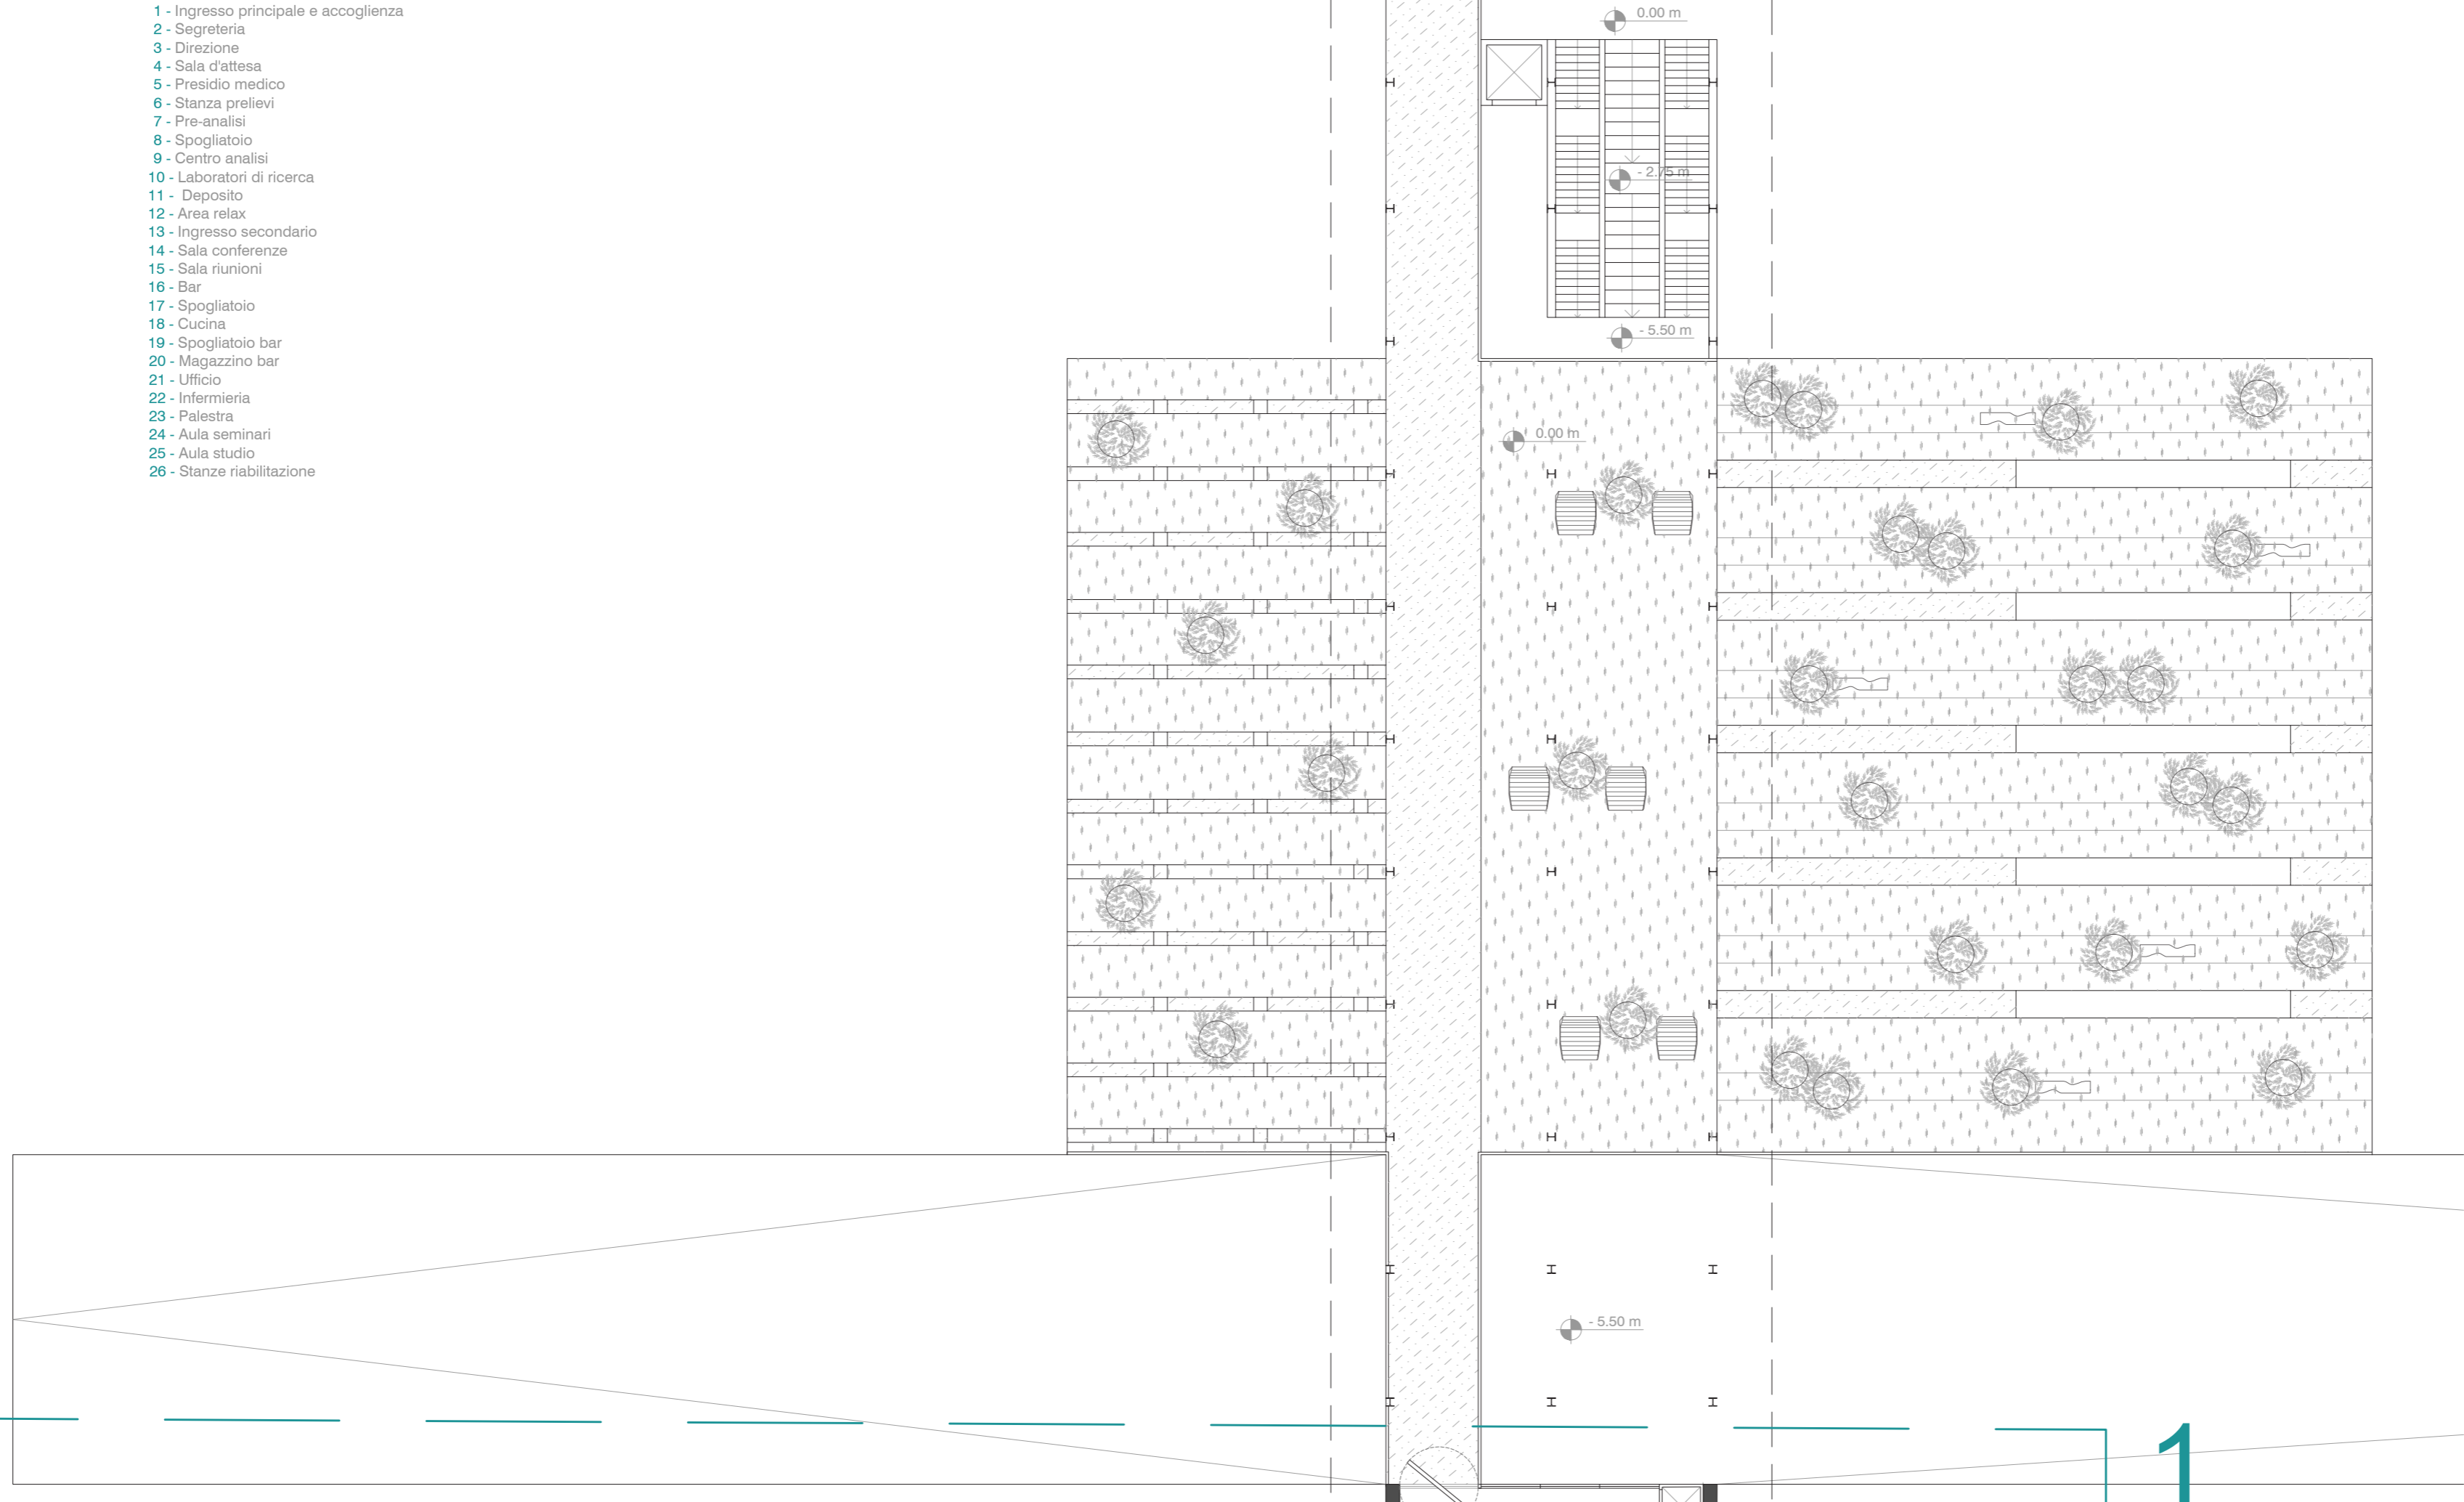 1 - Ingresso principale e accoglienza
2 - Segreteria
3 - Direzione
4 - Sala d'attesa
5 - Presidio medico
6 - Stanza prelievi
7 - Pre-analisi
8 - Spogliatoio
9 - Centro analisi
10 - Laboratori di ricerca
11 - Deposito
12 - Area relax
13 - Ingresso secondario
14 - Sala conferenze
15 - Sala riunioni
16 - Bar
17 - Spogliatoio
18 - Cucina
19 - Spogliatoio bar
20 - Magazzino bar
21 - Ufficio
22 - Infermieria
23 - Palestra
24 - Aula seminari
25 - Aula studio
26 - Stanze riabilitazione
0.00 m
- 2.75 m
- 5.50 m
0.00 m
- 5.50 m
1